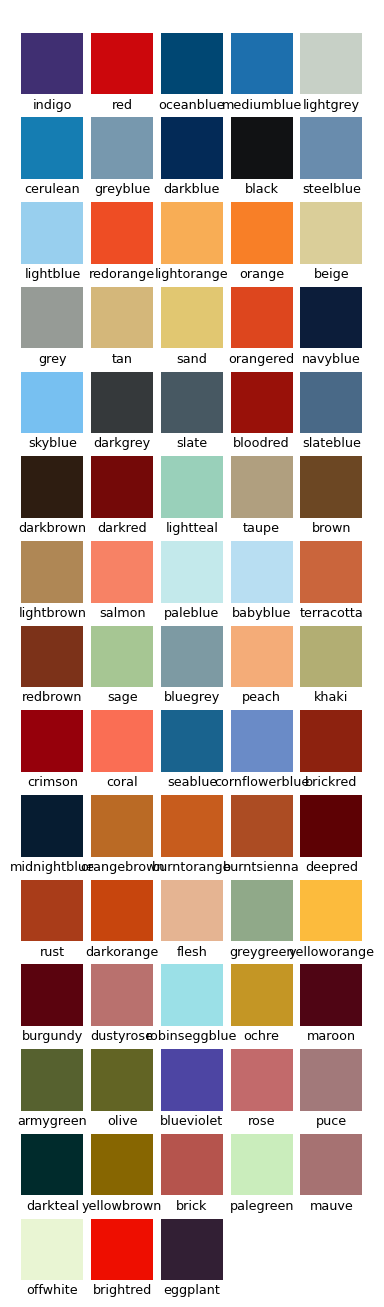 indigo red oceanblue mediumblue lightgrey
cerulean greyblue darkblue black steelblue
lightblue redorange lightorange orange beige
grey tan sand orangered navyblue
skyblue darkgrey slate bloodred slateblue
darkbrown darkred lightteal taupe brown
lightbrown salmon paleblue babyblue terracotta
redbrown sage bluegrey peach khaki
crimson coral seablue cornflowerblue brickred
midnightblue orangebrown burntorange burntsienna deepred
rust darkorange flesh greygreen yelloworange
burgundy dustyrose robinseggblue ochre maroon
armygreen olive blueviolet rose puce
darkteal yellowbrown brick palegreen mauve
offwhite brightred eggplant